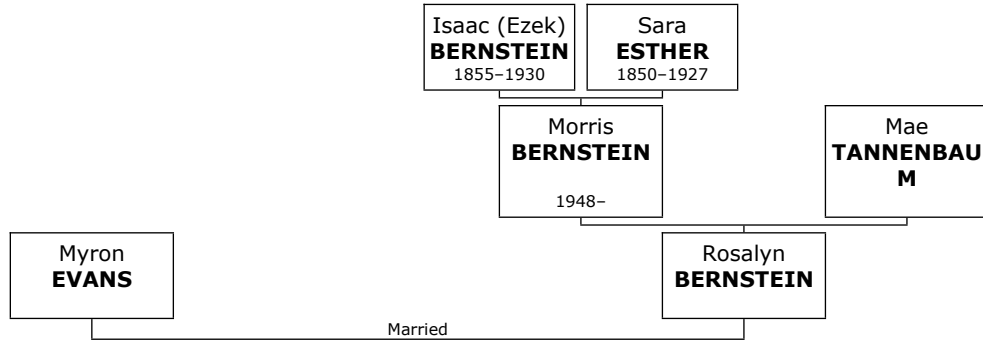 Isaac (Ezek)
BERNSTEIN
1855–1930
Sara
ESTHER
1850–1927
Morris
BERNSTEIN
1948–
Mae
TANNENBAU
M
Myron
EVANS
Rosalyn
BERNSTEIN
Married